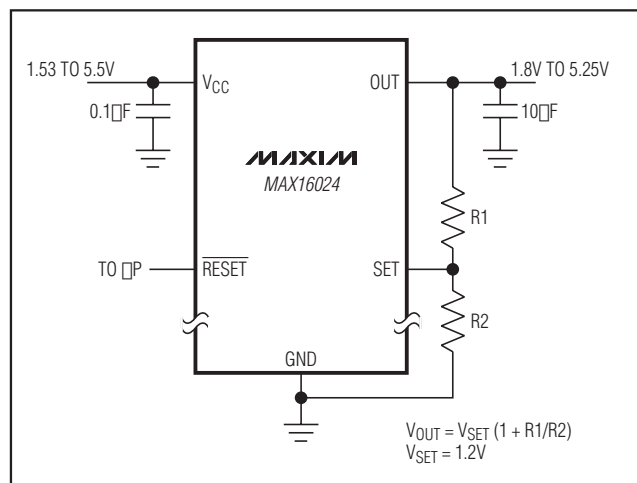 1.53 TO 5.5V
1.8V TO 5.25V
VCC
OUT
0.1▯F
10▯F
MAXIM
MAX16024
R1
TO ▯P
RESET
SET
R2
GND
VOUT = VSET (1 + R1/R2)
VSET = 1.2V